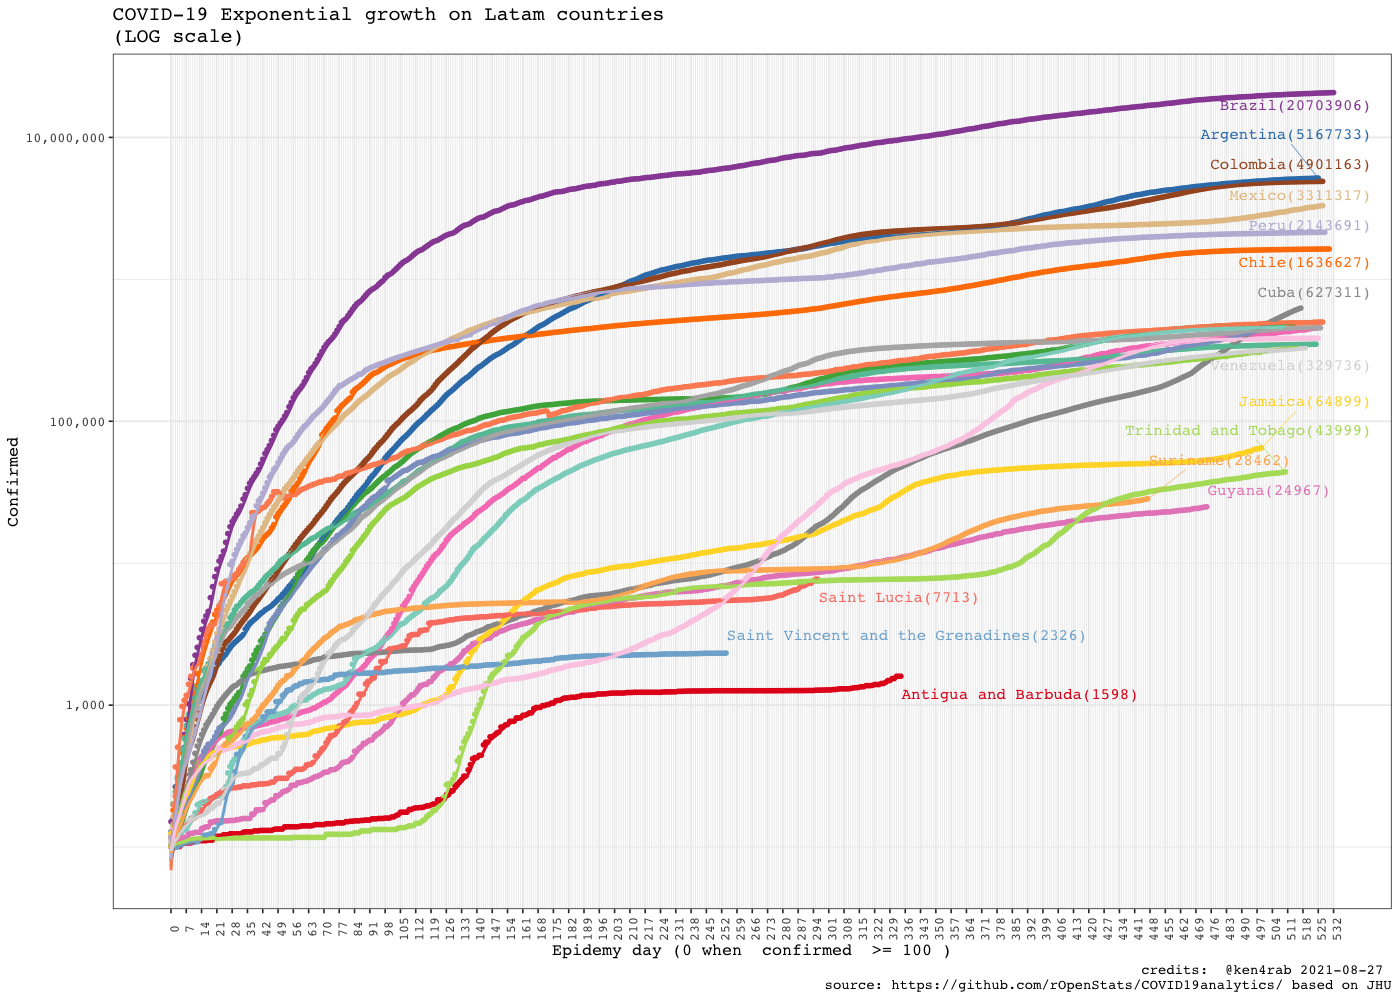 COVID-19 Exponential growth on Latam countries
(LOG scale)
Confirmed
10,000,000
100,000
1,000
Brazil(20703906)
Argentina(5167733)
Colombia(4901163)
Mexico(3311317)
Peru(2143691)
Chile(1636627)
Cuba(627311)
Venezuela(329736)
Jamaica(64899)
Trinidad and Tobago(43999)
Suriname(28462)
Guyana(24967)
Saint Lucia(7713)
Saint Vincent and the Grenadines(2326)
Antigua and Barbuda(1598)
0 7 14 21 28 35 42 49 56 63 70 77 84 91 98 105 112 119 126 133 140 147 154 161 168 175 182 189 196 203 210 217 224 231 238 245 252 259 266 273 280 287 294 301 308 315 322 329 336 343 350 357 364 371 378 385 392 399 406 413 420 427 434 441 448 455 462 469 476 483 490 497 504 511 518 525 532
Epidemy day (0 when confirmed >= 100 )
credits: @ken4rab 2021-08-27
source: https://github.com/rOpenStats/COVID19analytics/ based on JHU